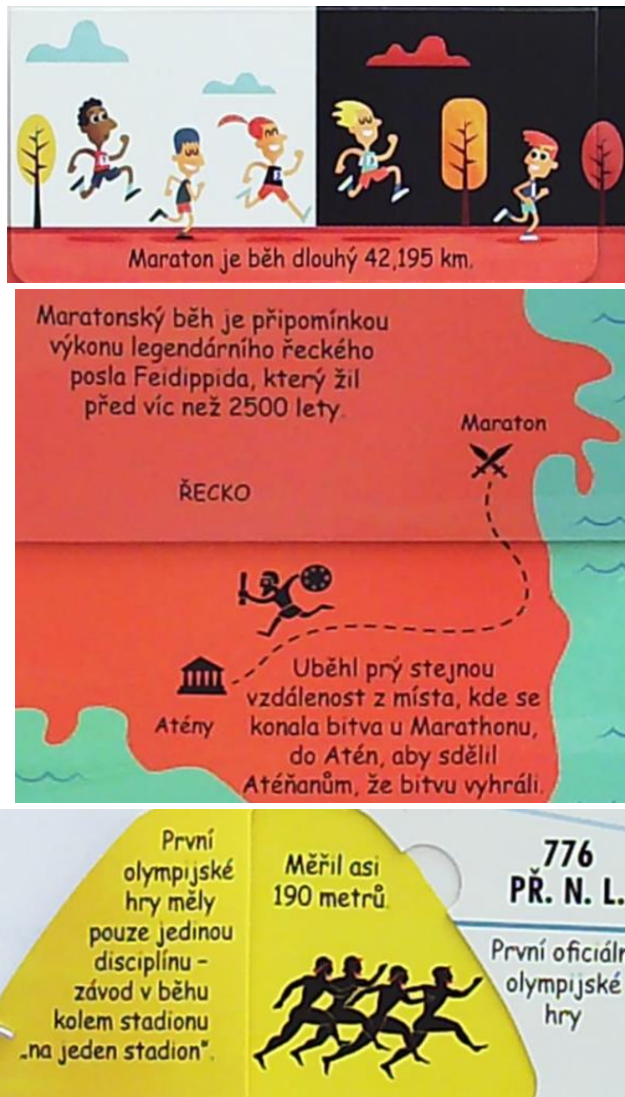 Maraton je běh dlouhý 42,195 km.
Maratonský běh je připomínkou
výkonu legendárního řeckého
posla Feidippida, který žil
před víc než 2500 lety.
Maraton
ŘECKO
Atény
Uběhl prý stejnou
vzdálenost z místa, kde se
konala bitva u Marathonu,
do Atén, aby sdělil
Atéňanům, že bitvu vyhráli.
První
olympijské
hry měly
pouze jedinou
disciplínu –
závod v běhu
kolem stadionu
„na jeden stadion".
Měřil asi
190 metrů.
776
PŘ. N. L.
První oficiáln
olympijské
hry